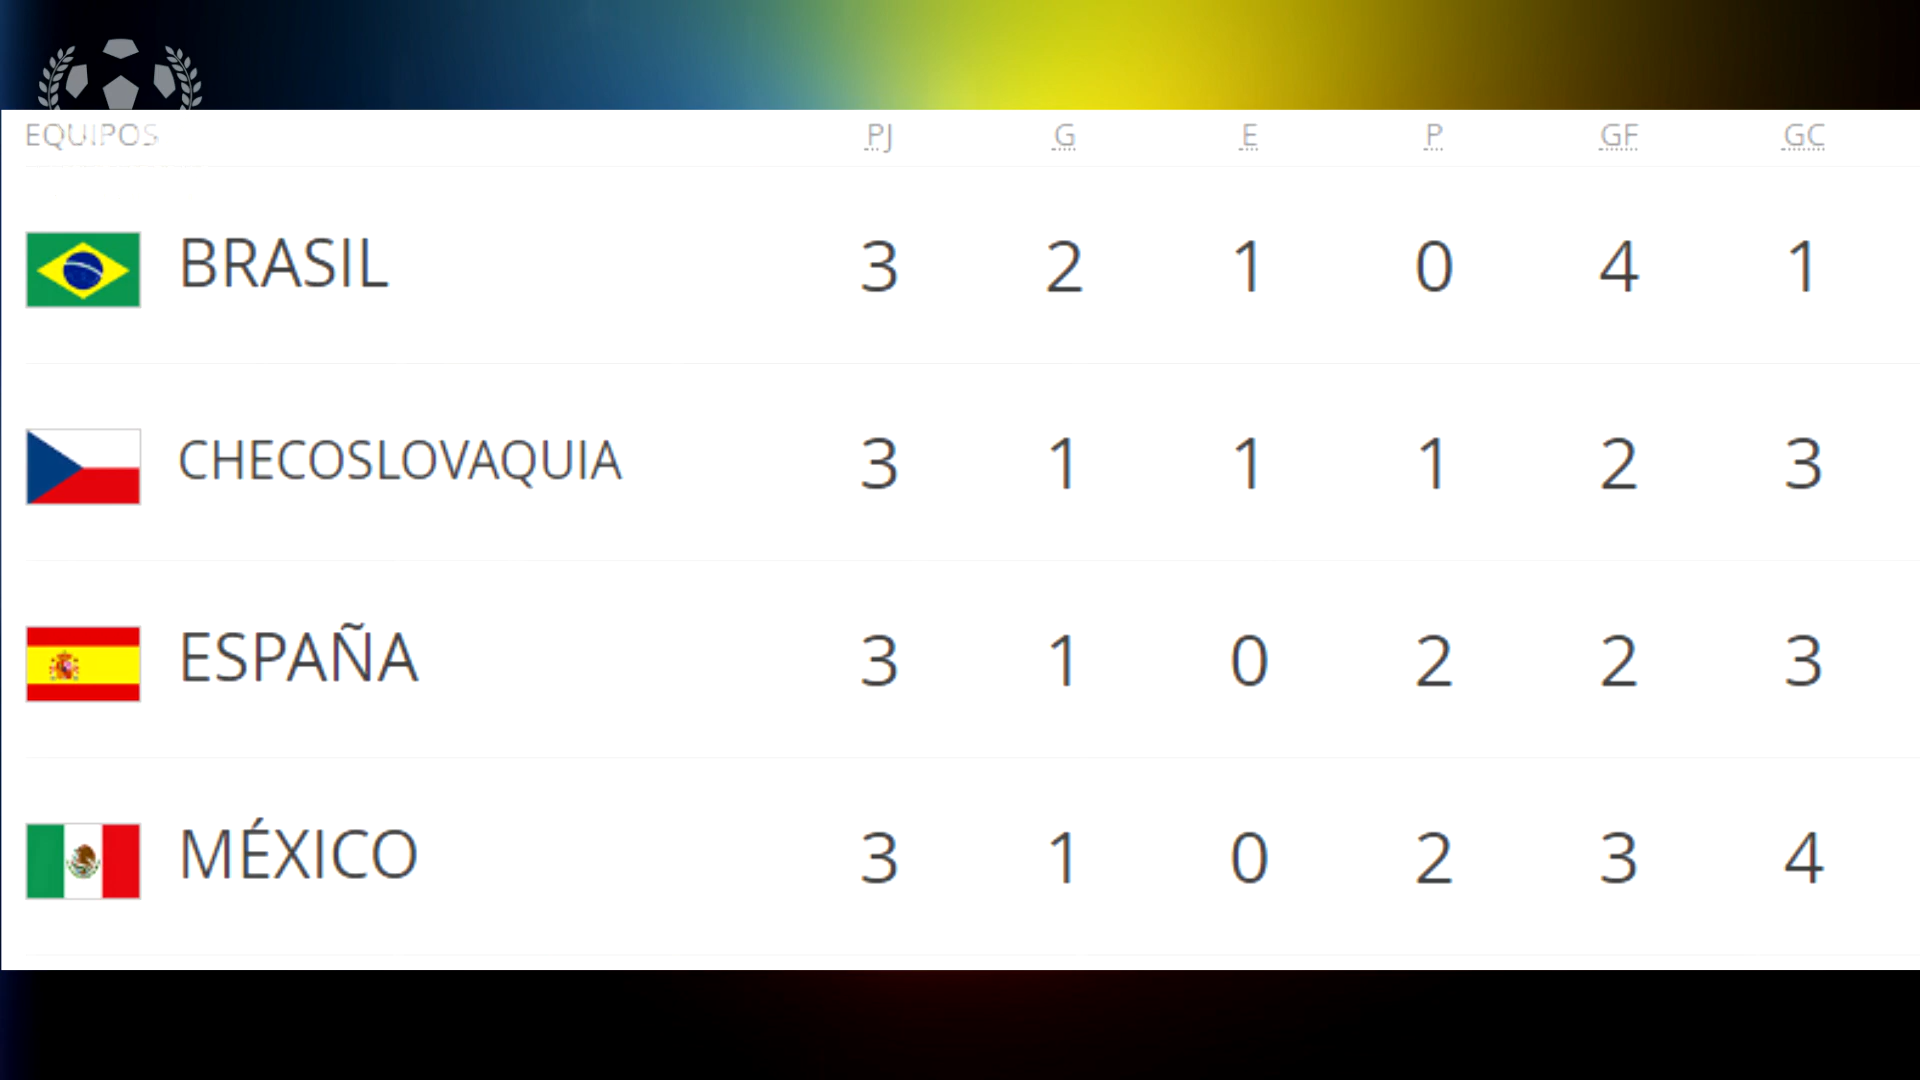 EQUIPOS PJ G E P GF GC
BRASIL 3 2 1 0 4 1
CHECOSLOVAQUIA 3 1 1 1 2 3
ESPAÑA 3 1 0 2 2 3
MÉXICO 3 1 0 2 3 4